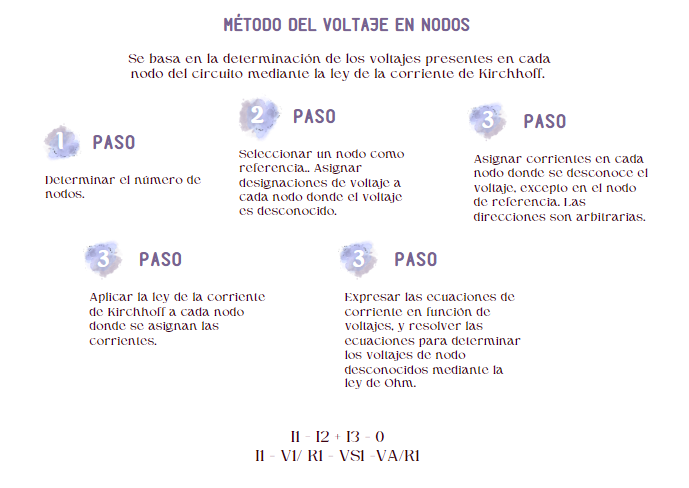 MÉTODO DEL VOLTAJE EN NODOS
Se basa en la determinación de los voltajes presentes en cada
nodo del circuito mediante la ley de la corriente de Kirchhoff.
1 PASO
Determinar el número de
nodos.
2 PASO
Seleccionar un nodo como
referencia.. Asignar
designaciones de voltaje a
cada nodo donde el voltaje
es desconocido.
3 PASO
Asignar corrientes en cada
nodo donde se desconoce el
voltaje, excepto en el nodo
de referencia. Las
direcciones son arbitrarias.
3 PASO
Aplicar la ley de la corriente
de Kirchhoff a cada nodo
donde se asignan las
corrientes.
3 PASO
Expresar las ecuaciones de
corriente en función de
voltajes, y resolver las
ecuaciones para determinar
los voltajes de nodo
desconocidos mediante la
ley de Ohm.
I1 - I2 + I3 = 0
I1 = V1/ R1 = VS1 -VA/R1